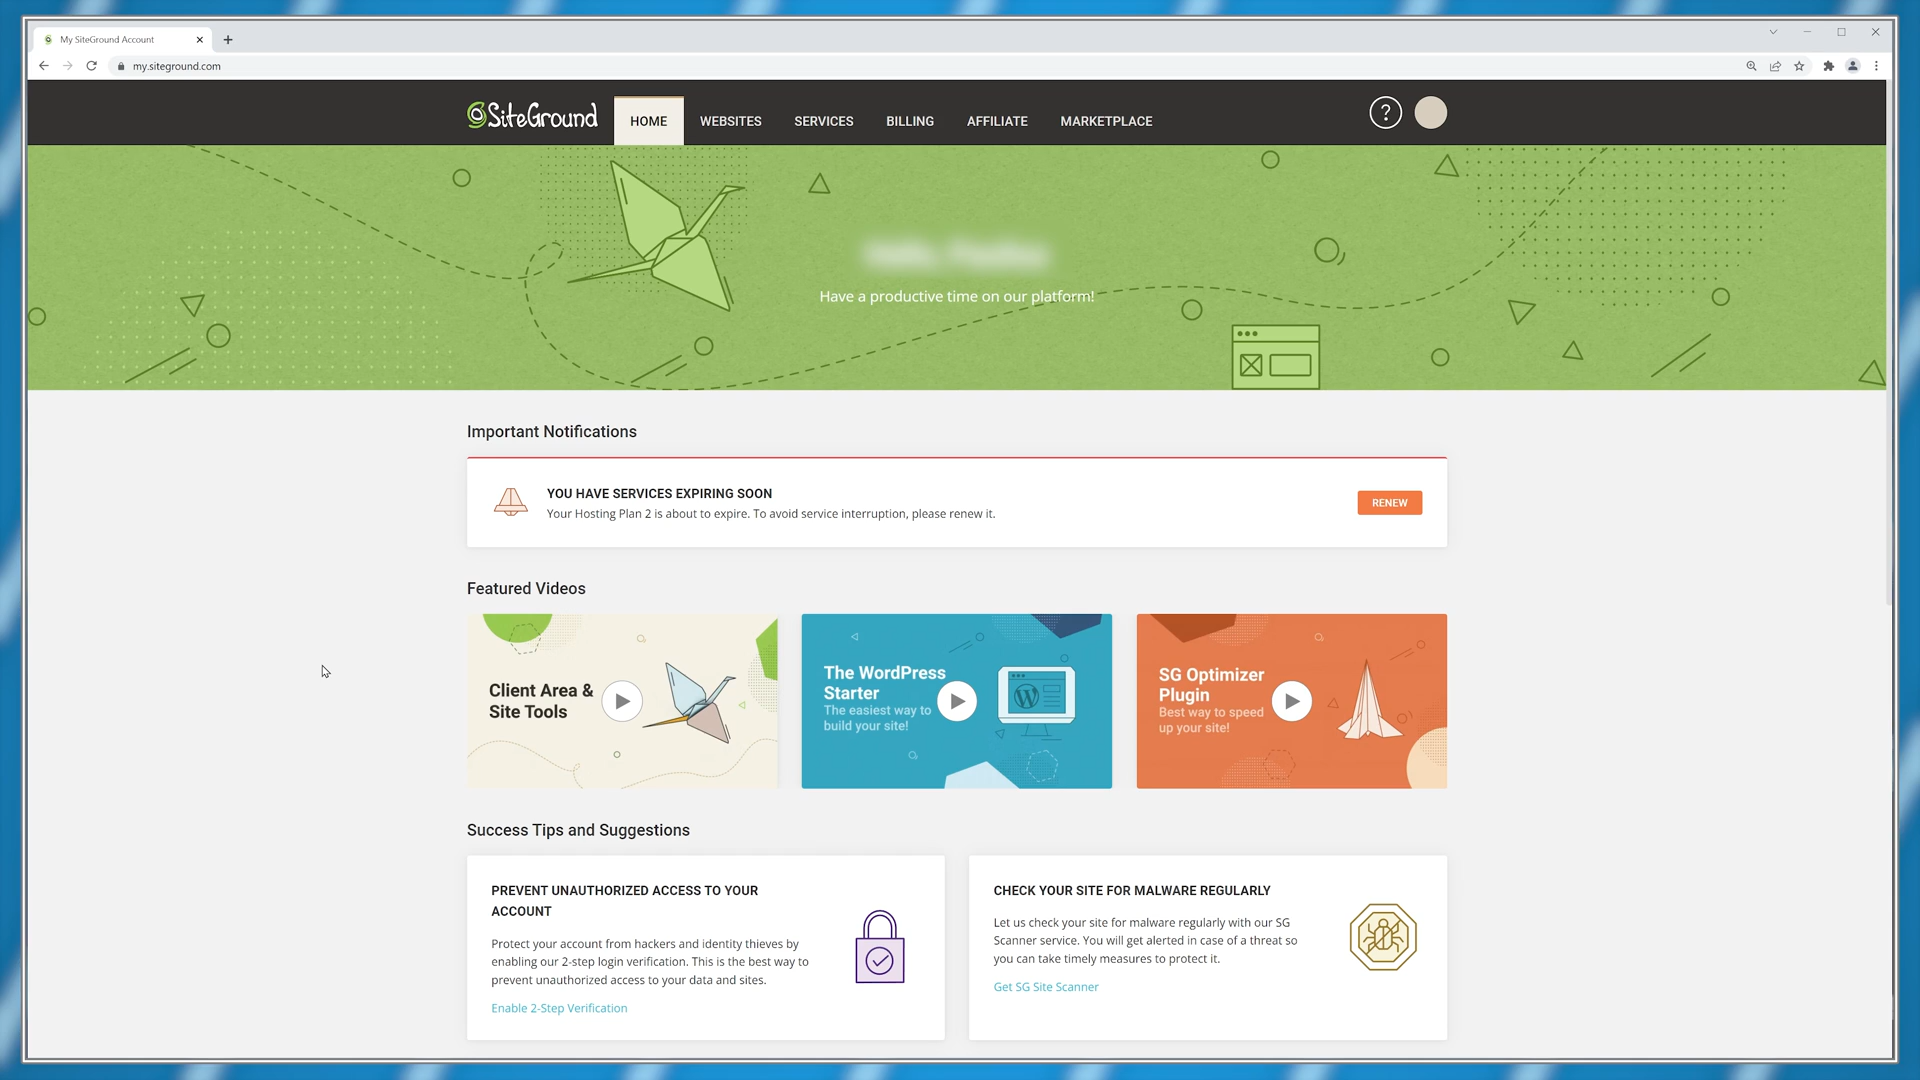 My SiteGround Account
my.siteground.com
SiteGround
HOME WEBSITES SERVICES BILLING AFFILIATE MARKETPLACE
?
Have a productive time on our platform!
Important Notifications
YOU HAVE SERVICES EXPIRING SOON
Your Hosting Plan 2 is about to expire. To avoid service interruption, please renew it.
RENEW
Featured Videos
Client Area &
Site Tools
The WordPress
Starter
The easiest way to
build your site!
SG Optimizer
Plugin
Best way to speed
up your site!
Success Tips and Suggestions
PREVENT UNAUTHORIZED ACCESS TO YOUR
ACCOUNT
Protect your account from hackers and identity thieves by
enabling our 2-step login verification. This is the best way to
prevent unauthorized access to your data and sites.
Enable 2-Step Verification
CHECK YOUR SITE FOR MALWARE REGULARLY
Let us check your site for malware regularly with our SG
Scanner service. You will get alerted in case of a threat so
you can take timely measures to protect it.
Get SG Site Scanner